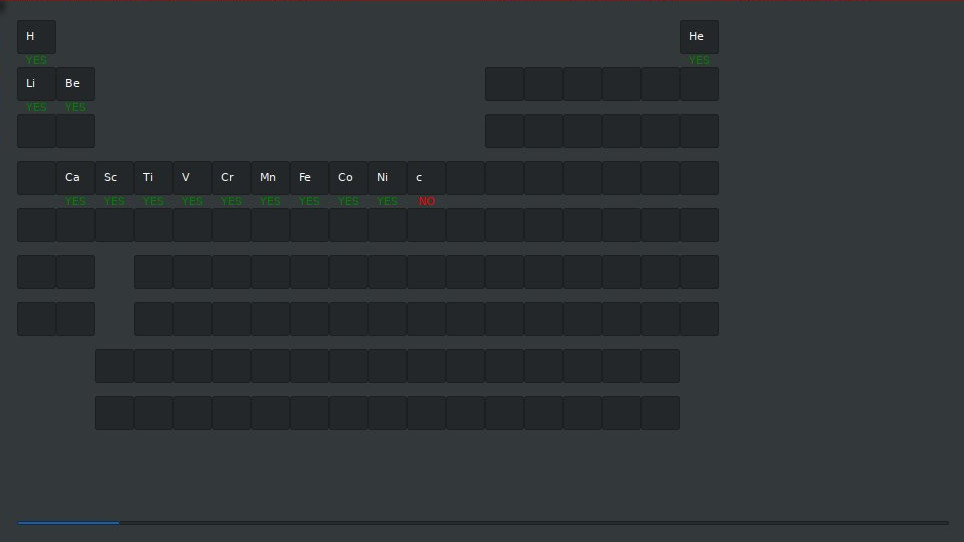 H He
YES YES
Li Be
YES YES
Ca Sc Ti V Cr Mn Fe Co Ni c
YES YES YES YES YES YES YES YES YES NO